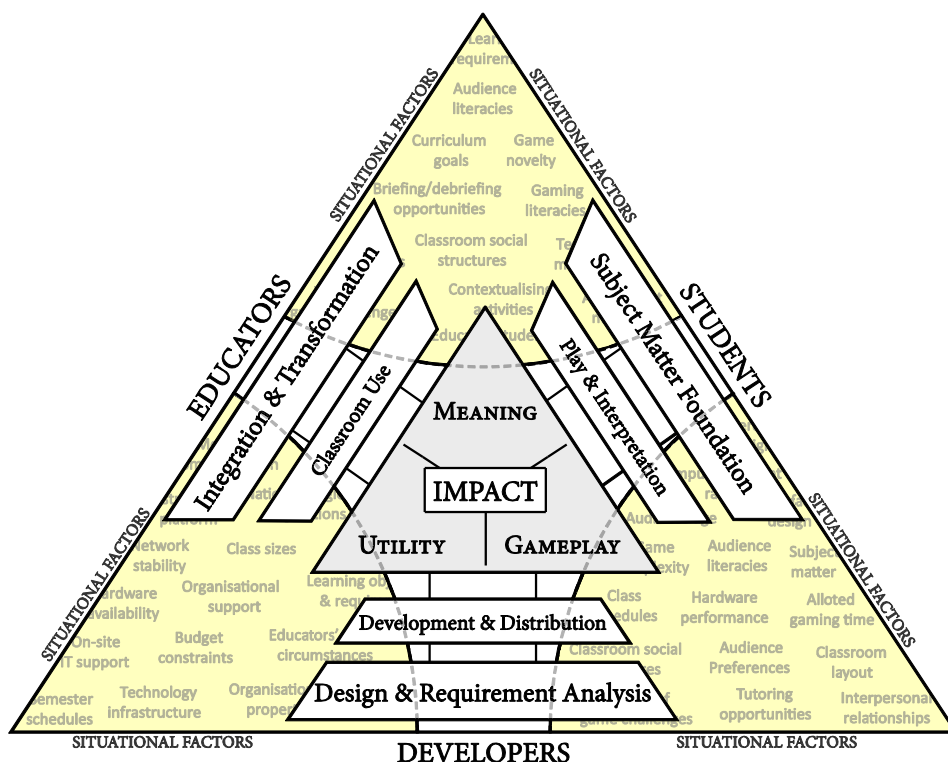 SITUATIONAL FACTORS
SITUATIONAL FACTORS
Audience
literacies
Curriculum
goals
Game
novelty
Briefing/debriefing
opportunities
Gaming
literacies
Classroom social
structures
Contextualising
activities
EDUCATORS
Integration & Transformation
Classroom Use
STUDENTS
Subject Matter Foundation
Play & Interpretation
MEANING
IMPACT
UTILITY
GAMEPLAY
SITUATIONAL FACTORS
SITUATIONAL FACTORS
Network
stability
Class sizes
Organisational
support
On-site
IT support
Budget
constraints
Educators'
circumstances
Semester
schedules
Technology
infrastructure
Audience
literacies
Subject
matter
Class
Hardware
performance
Alloted
gaming time
Classroom social
Audience
Preferences
Classroom
layout
Tutoring
opportunities
Interpersonal
relationships
game challenges
design
Development & Distribution
Design & Requirement Analysis
SITUATIONAL FACTORS
DEVELOPERS
SITUATIONAL FACTORS